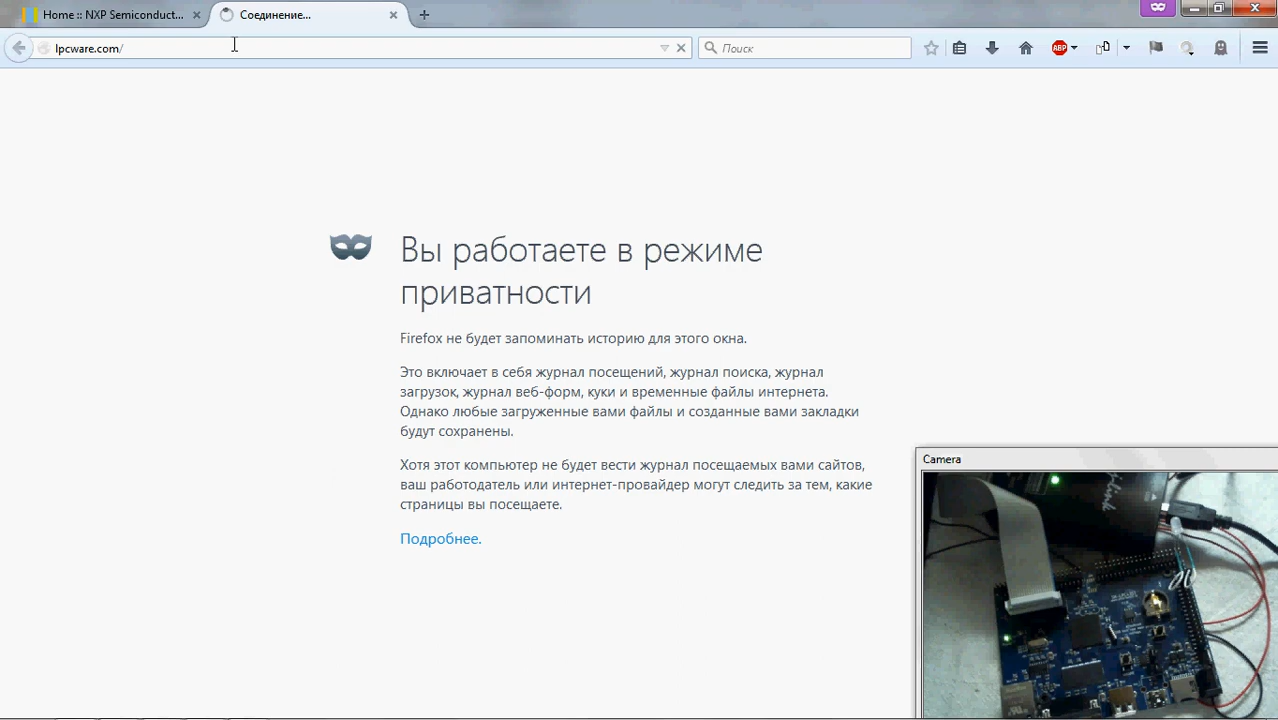 Home :: NXP Semiconduct...
Соединение...
lpcware.com/
Поиск
ABP
Вы работаете в режиме
приватности
Firefox не будет запоминать историю для этого окна.
Это включает в себя журнал посещений, журнал поиска, журнал
загрузок, журнал веб-форм, куки и временные файлы интернета.
Однако любые загруженные вами файлы и созданные вами закладки
будут сохранены.
Хотя этот компьютер не будет вести журнал посещаемых вами сайтов,
ваш работодатель или интернет-провайдер могут следить за тем, какие
страницы вы посещаете.
Подробнее.
Camera